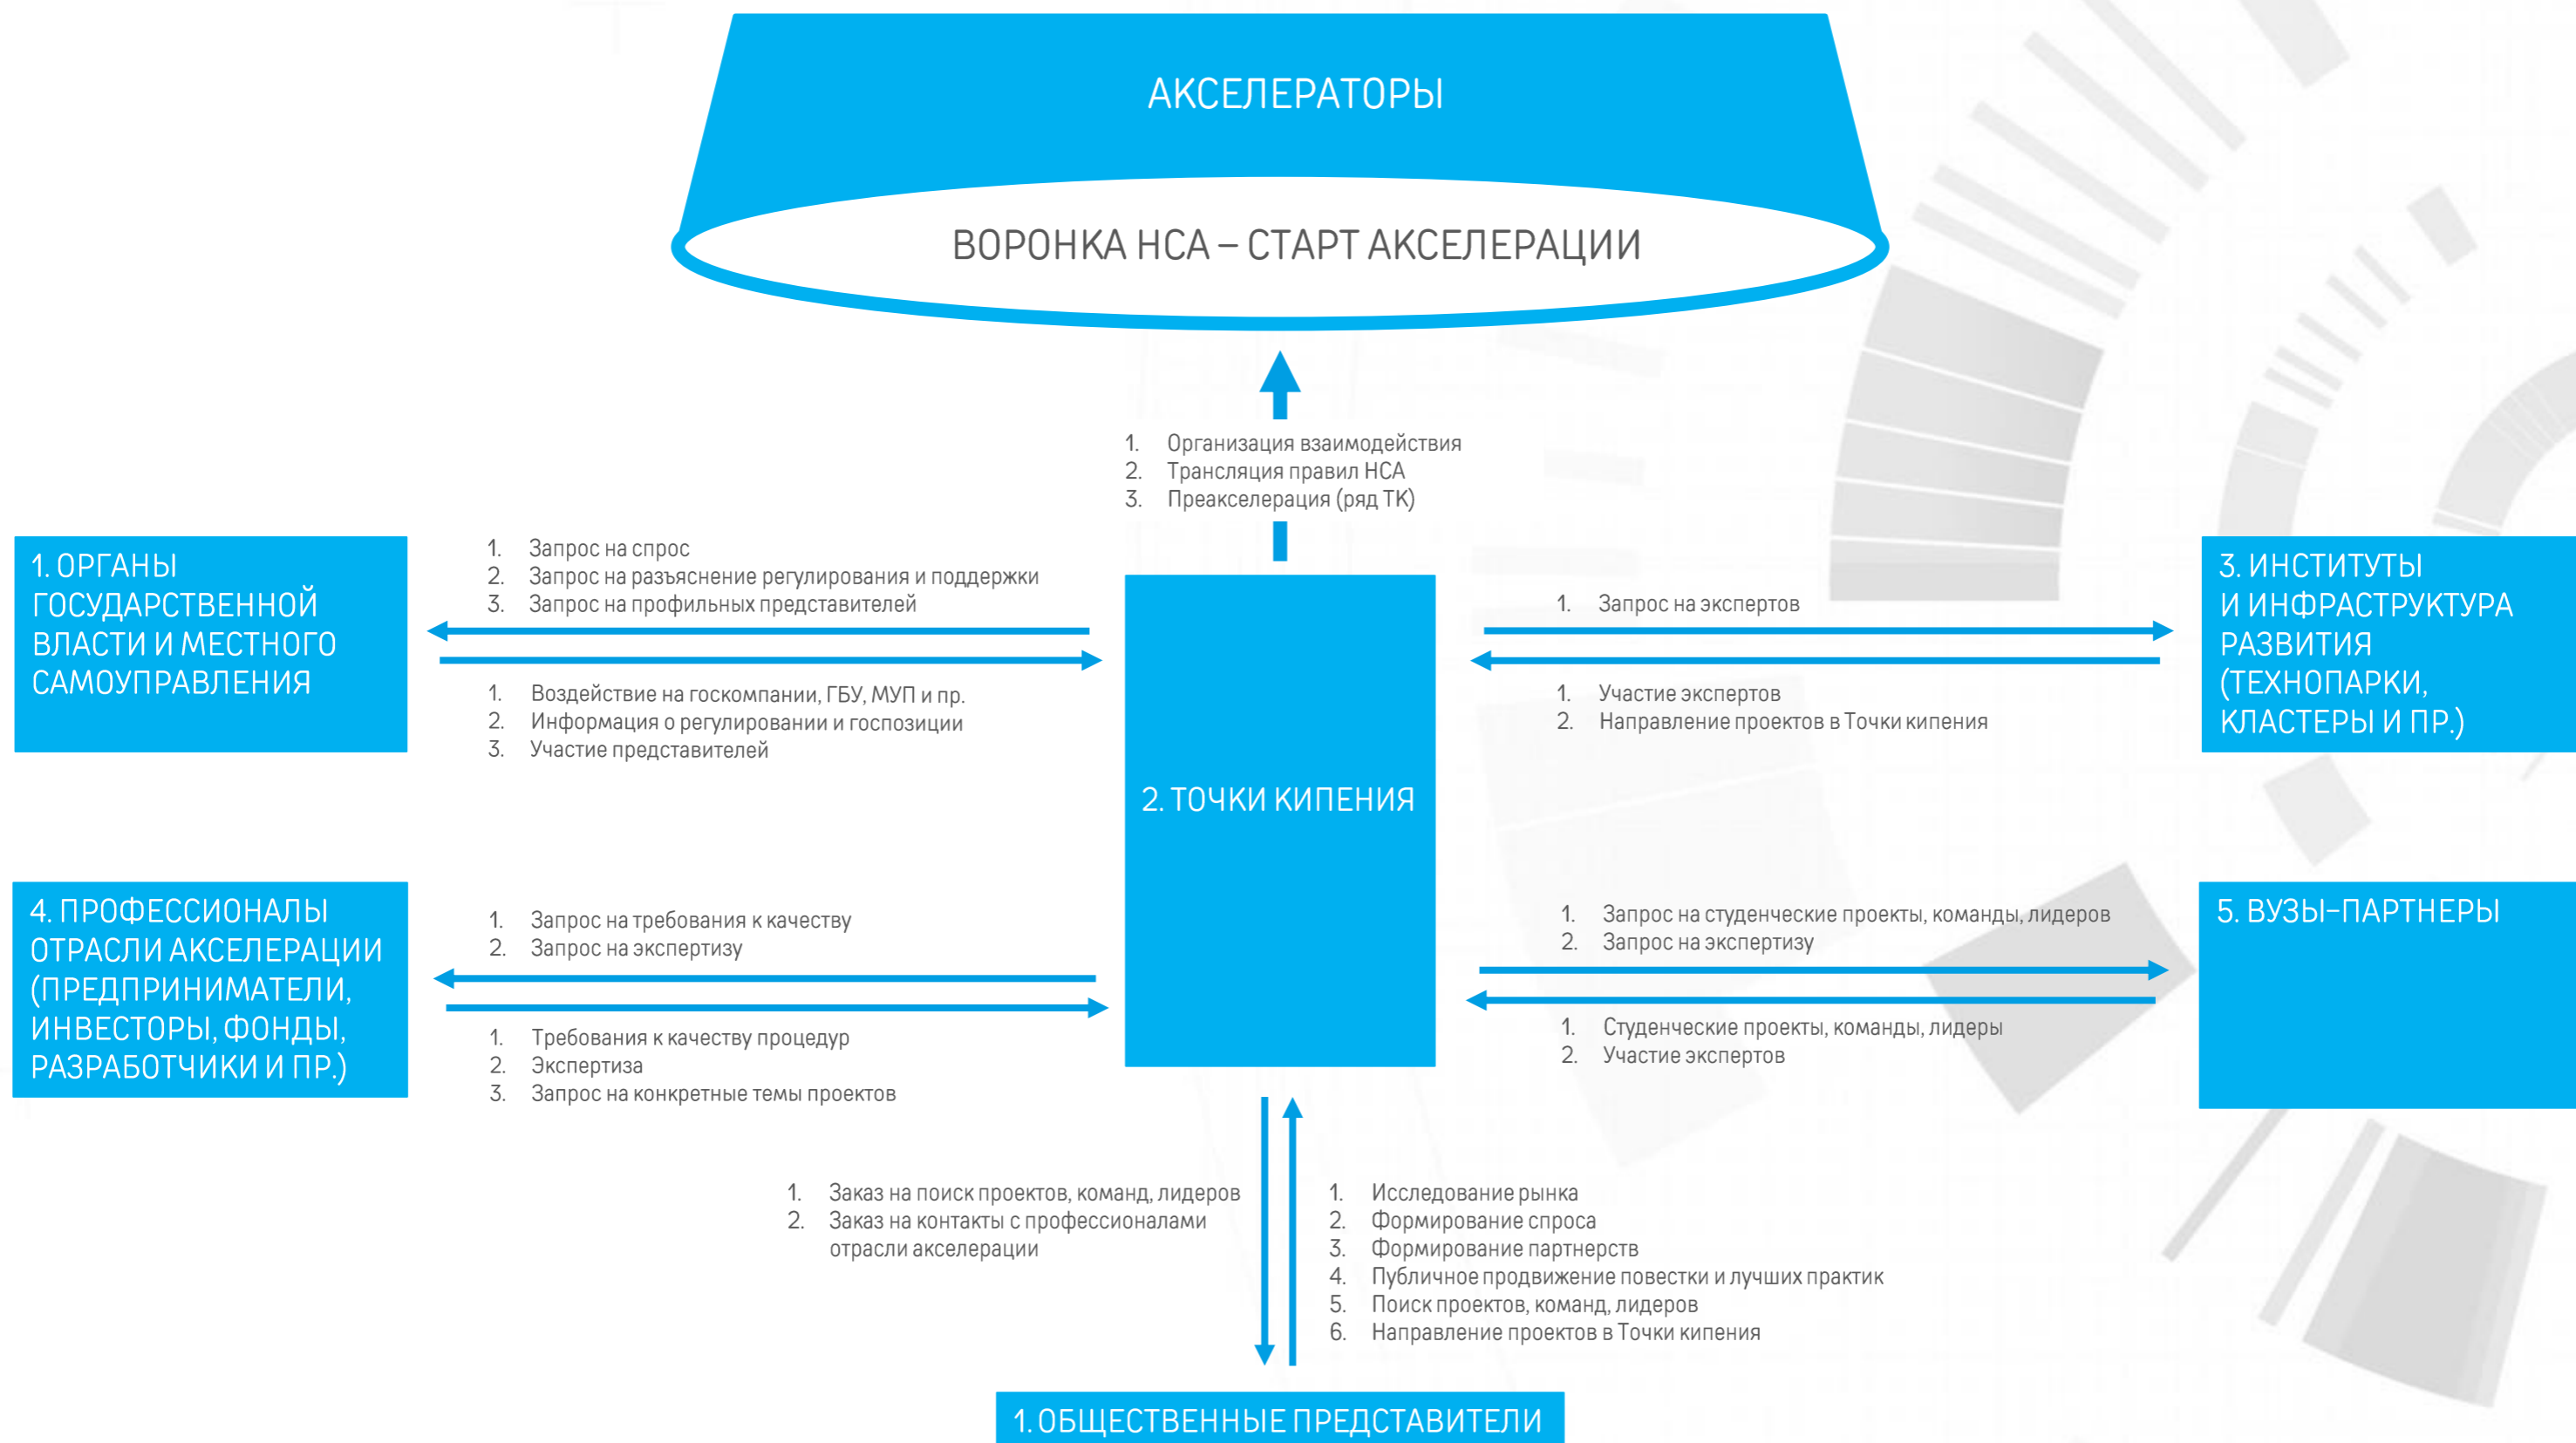 АКСЕЛЕРАТОРЫ
ВОРОНКА НСА – СТАРТ АКСЕЛЕРАЦИИ
1. Организация взаимодействия
2. Трансляция правил НСА
3. Преакселерация (ряд ТК)
1. ОРГАНЫ
ГОСУДАРСТВЕННОЙ
ВЛАСТИ И МЕСТНОГО
САМОУПРАВЛЕНИЯ
1. Запрос на спрос
2. Запрос на разъяснение регулирования и поддержки
3. Запрос на профильных представителей
1. Воздействие на госкомпании, ГБУ, МУП и пр.
2. Информация о регулировании и госпозиции
3. Участие представителей
2. ТОЧКИ КИПЕНИЯ
1. Запрос на экспертов
1. Участие экспертов
2. Направление проектов в Точки кипения
3. ИНСТИТУТЫ
И ИНФРАСТРУКТУРА
РАЗВИТИЯ
(ТЕХНОПАРКИ,
КЛАСТЕРЫ И ПР.)
4. ПРОФЕССИОНАЛЫ
ОТРАСЛИ АКСЕЛЕРАЦИИ
(ПРЕДПРИНИМАТЕЛИ,
ИНВЕСТОРЫ, ФОНДЫ,
РАЗРАБОТЧИКИ И ПР.)
1. Запрос на требования к качеству
2. Запрос на экспертизу
1. Требования к качеству процедур
2. Экспертиза
3. Запрос на конкретные темы проектов
1. Запрос на студенческие проекты, команды, лидеров
2. Запрос на экспертизу
1. Студенческие проекты, команды, лидеры
2. Участие экспертов
5. ВУЗЫ-ПАРТНЕРЫ
1. Заказ на поиск проектов, команд, лидеров
2. Заказ на контакты с профессионалами
отрасли акселерации
1. Исследование рынка
2. Формирование спроса
3. Формирование партнерств
4. Публичное продвижение повестки и лучших практик
5. Поиск проектов, команд, лидеров
6. Направление проектов в Точки кипения
1. ОБЩЕСТВЕННЫЕ ПРЕДСТАВИТЕЛИ